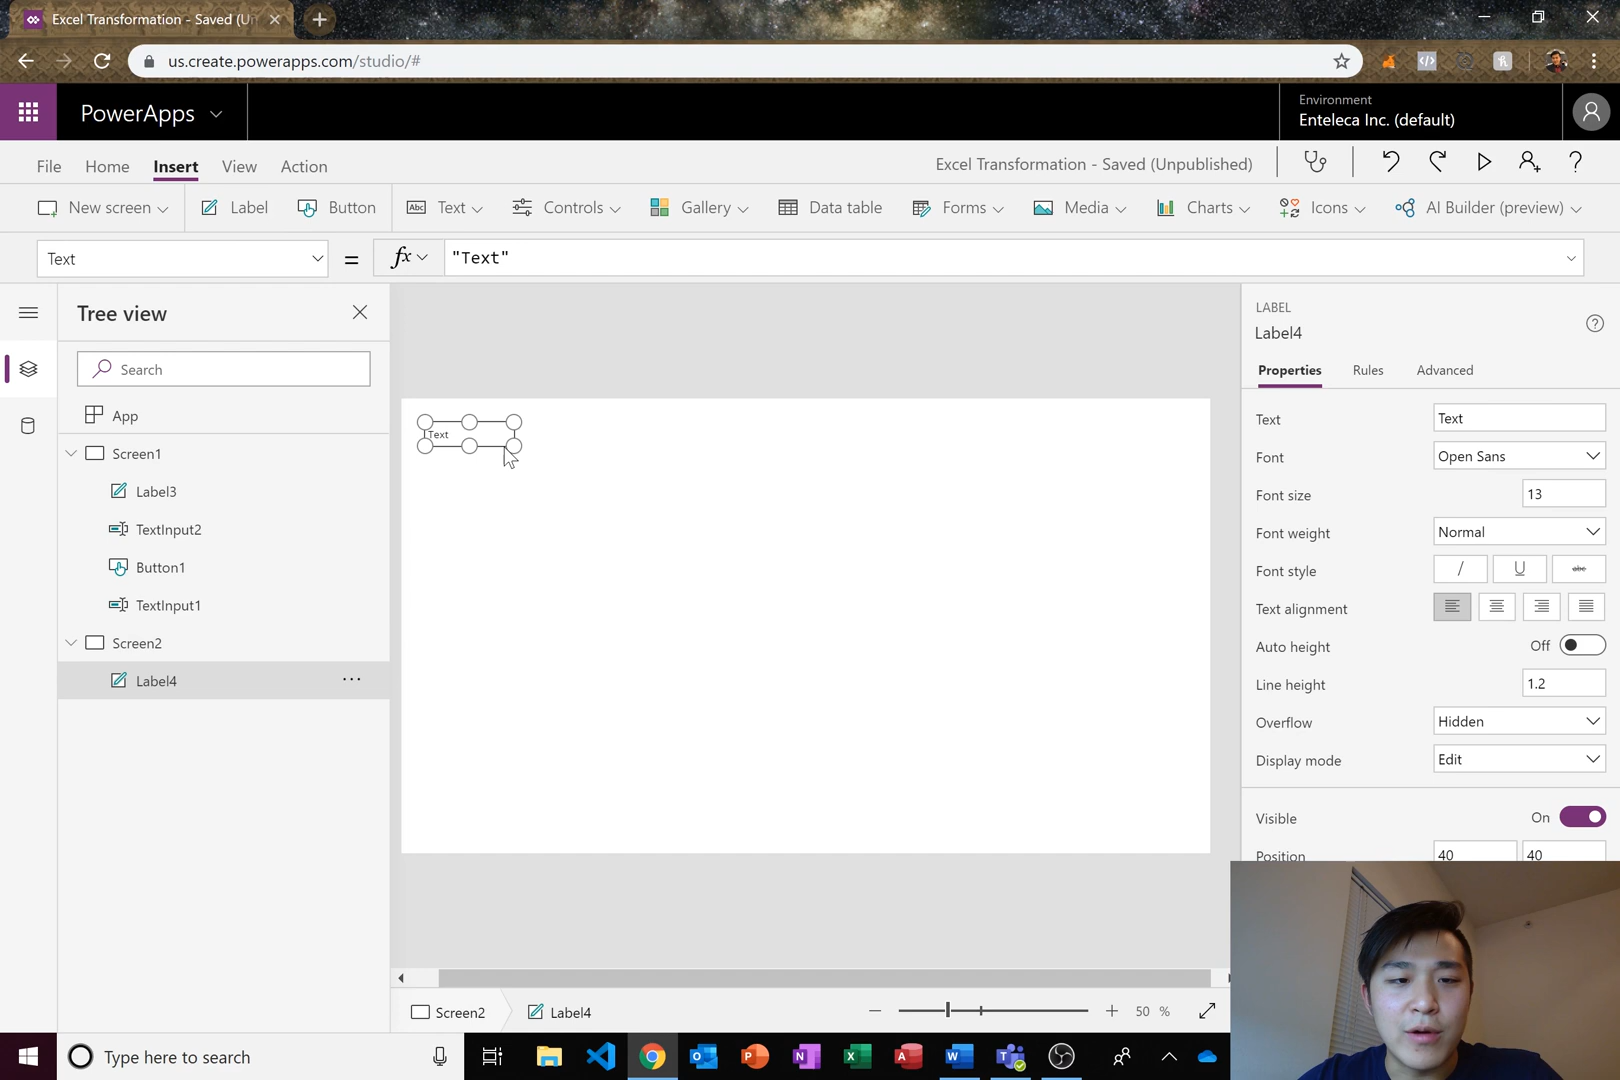 Excel Transformation - Saved (Un
us.create.powerapps.com/studio/#
PowerApps
Environment
Enteleca Inc. (default)
File Home Insert View Action
Excel Transformation - Saved (Unpublished)
New screen Label Button Abc Text Controls Gallery Data table Forms Media Charts Icons AI Builder (preview)
Text = fx "Text"
Tree view
Search
App
Screen1
Label3
TextInput2
Button1
TextInput1
Screen2
Label4
Text
LABEL
Label4
Properties Rules Advanced
Text Text
Font Open Sans
Font size 13
Font weight Normal
Font style / U abc
Text alignment
Auto height Off
Line height 1.2
Overflow Hidden
Display mode Edit
Visible On
Position 40 40
Screen2 Label4
50 %
Type here to search